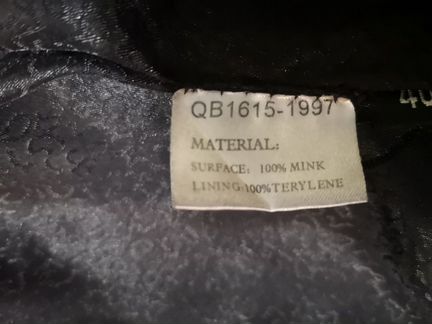 QB1615-1997
MATERIAL:
SURFACE: 100% MINK
LINING:100%TERYLENE